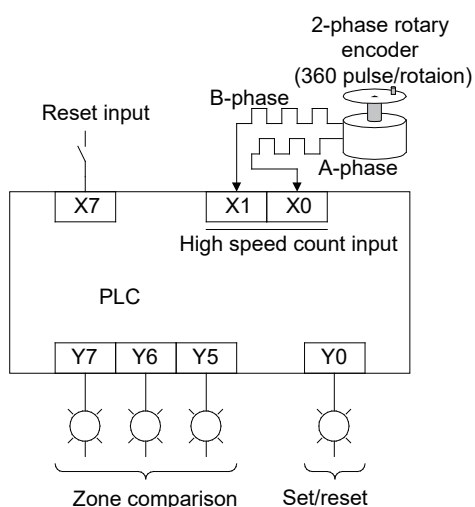 2-phase rotary
encoder
(360 pulse/rotaion)
B-phase
Reset input
A-phase
X7
X1
X0
High speed count input
PLC
Y7
Y6
Y5
Y0
Zone comparison
Set/reset